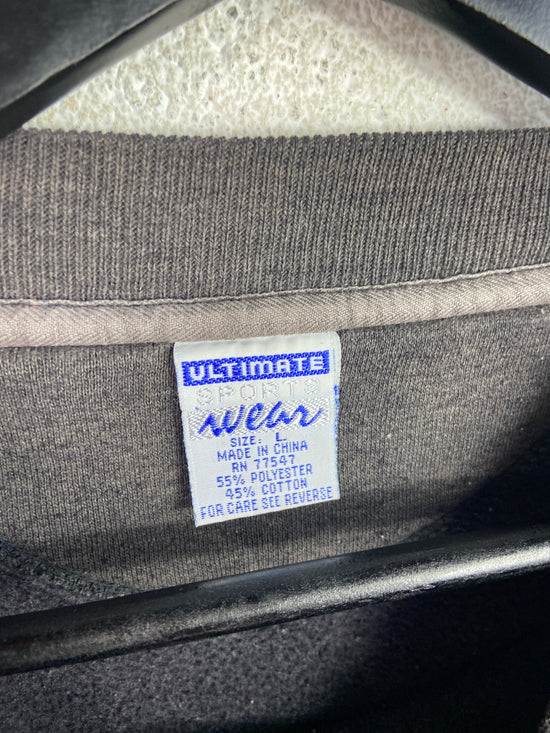 ULTIMATE
SPORTS
wear
SIZE: L.
MADE IN CHINA
RN 77547
55% POLYESTER
45% COTTON
FOR CARE SEE REVERSE